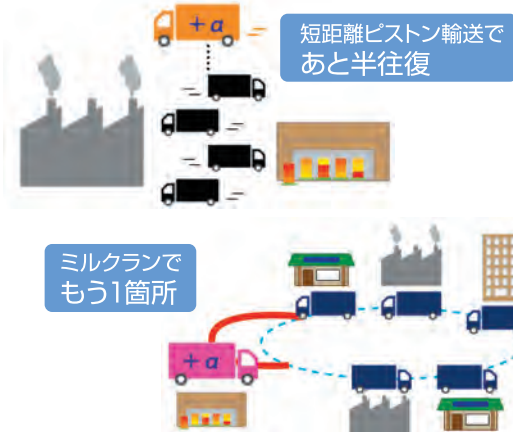 +α
短距離ピストン輸送で
あと半往復
ミルクランで
もう1箇所
+α